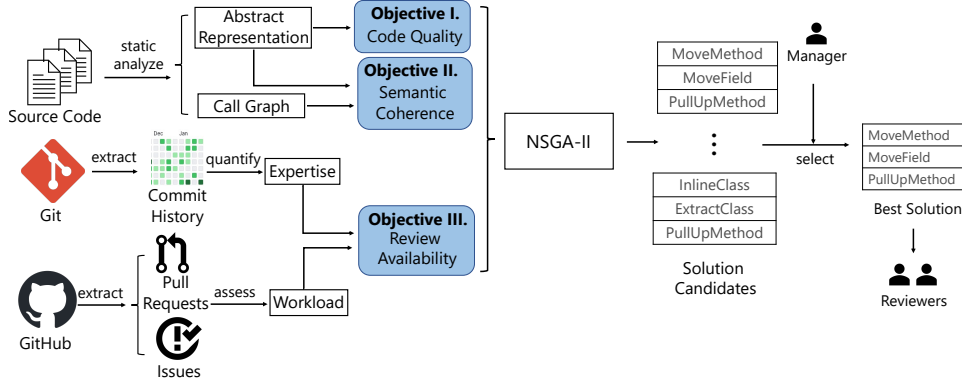 Source Code
static
analyze
Abstract
Representation
Call Graph
Objective I.
Code Quality
Objective II.
Semantic
Coherence
Git
extract
Dec Jan
Commit
History
quantify
Expertise
Objective III.
Review
Availability
GitHub
extract
Pull
Requests
Issues
assess
Workload
NSGA-II
MoveMethod
MoveField
PullUpMethod
InlineClass
ExtractClass
PullUpMethod
Solution
Candidates
Manager
select
MoveMethod
MoveField
PullUpMethod
Best Solution
Reviewers